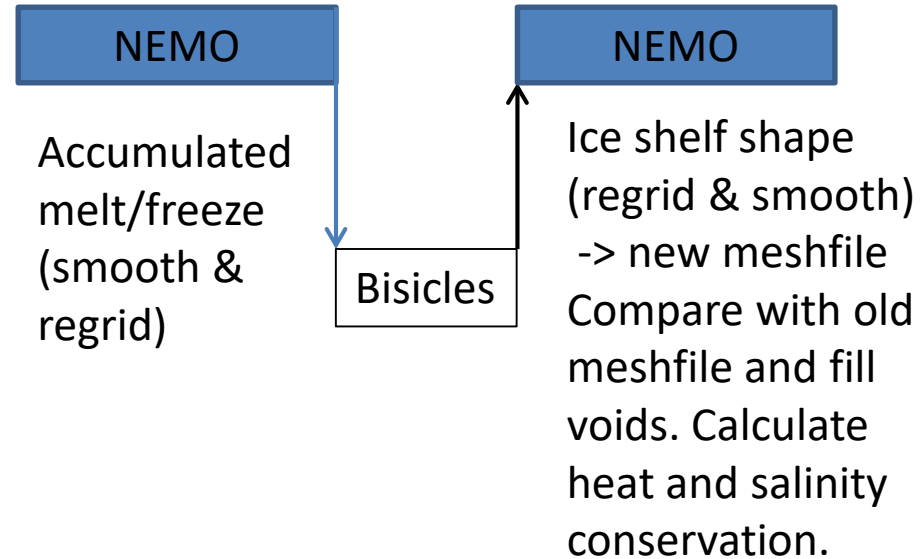 NEMO
NEMO
Accumulated
melt/freeze
(smooth &
regrid)
Bisicles
Ice shelf shape
(regrid & smooth)
-> new meshfile
Compare with old
meshfile and fill
voids. Calculate
heat and salinity
conservation.